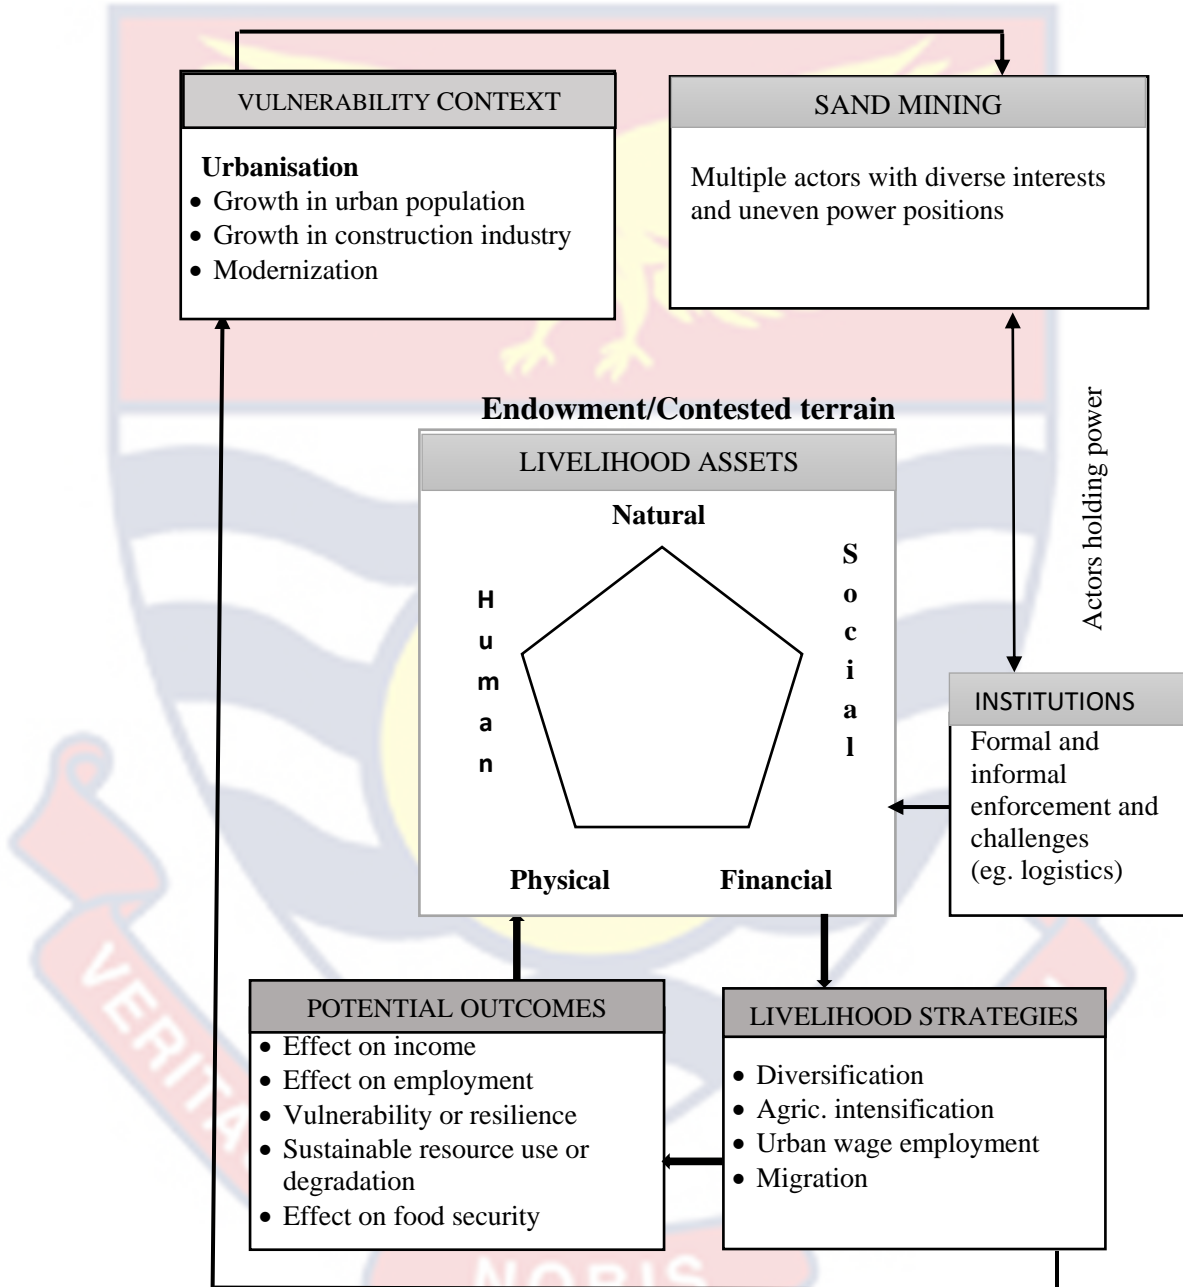 VULNERABILITY CONTEXT
Urbanisation
• Growth in urban population
• Growth in construction industry
• Modernization
SAND MINING
Multiple actors with diverse interests
and uneven power positions
Actors holding power
Endowment/Contested terrain
LIVELIHOOD ASSETS
Natural
Human
Social
Physical
Financial
INSTITUTIONS
Formal and
informal
enforcement and
challenges
(eg. logistics)
POTENTIAL OUTCOMES
• Effect on income
• Effect on employment
• Vulnerability or resilience
• Sustainable resource use or
degradation
• Effect on food security
LIVELIHOOD STRATEGIES
• Diversification
• Agric. intensification
• Urban wage employment
• Migration
NOBIS